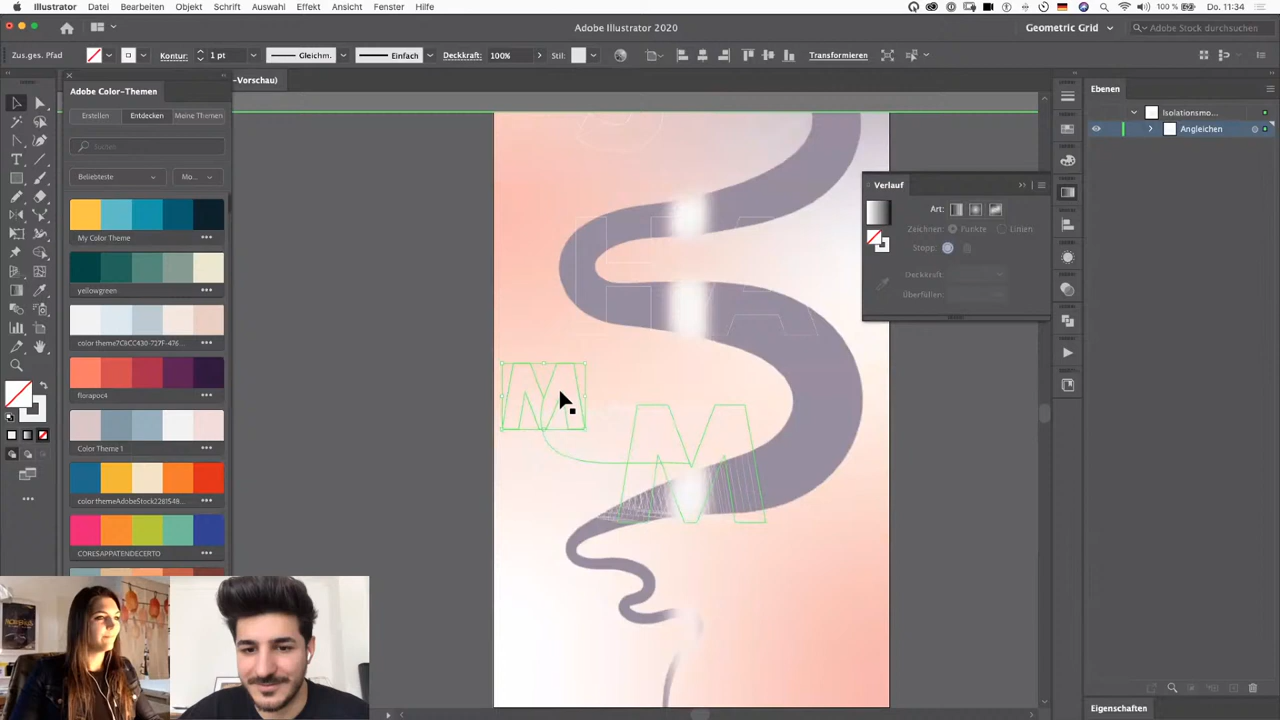 Illustrator Datei Bearbeiten Objekt Schrift Auswahl Effekt Ansicht Fenster Hilfe 100 % Do. 11:34
Adobe Illustrator 2020 Geometric Grid Adobe Stock durchsuchen
Zus.ges. Pfad Kontur: 1 pt Gleichm. Einfach Deckkraft: 100% Stil: Transformieren
-Vorschau)
Adobe Color-Themen
Erstellen Entdecken Meine Themen
Suchen
Beliebteste Mo...
My Color Theme
yellowgreen
color theme7C8CC430-727F-476...
florapoc4
Color Theme 1
color themeAdobeStock2281548...
CORESAPPATENDECERTO
Verlauf
Art:
Zeichnen: Punkte Linien
Stopp:
Deckkraft:
Überfüllen:
Ebenen
Isolationsmo...
Angleichen
Eigenschaften
M
M